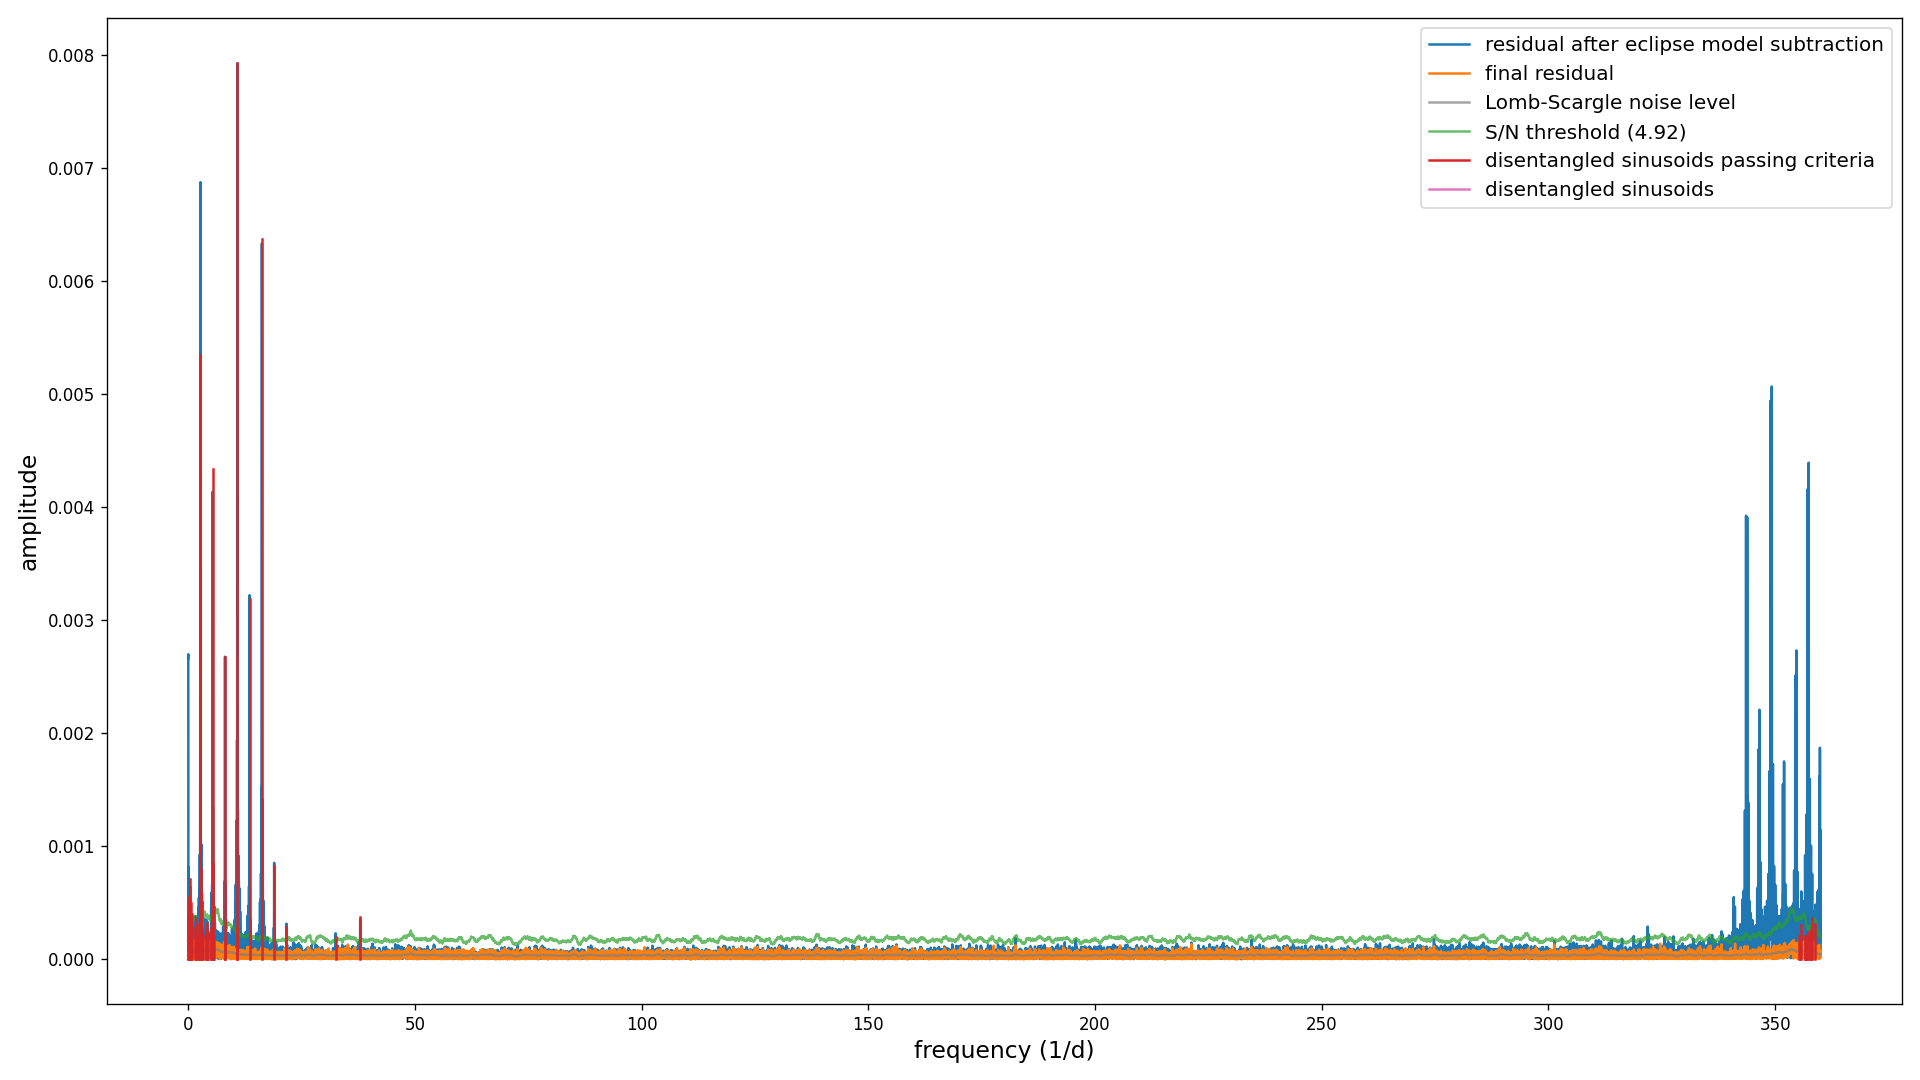 residual after eclipse model subtraction
final residual
Lomb-Scargle noise level
S/N threshold (4.92)
disentangled sinusoids passing criteria
disentangled sinusoids
0.008
0.007
0.006
0.005
0.004
0.003
0.002
0.001
0.000
amplitude
0 50 100 150 200 250 300 350
frequency (1/d)